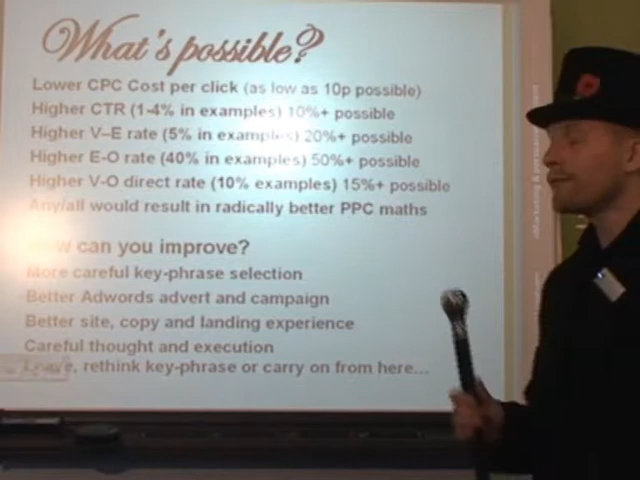 What's possible?
Lower CPC Cost per click (as low as 10p possible)
Higher CTR (1-4% in examples) 10%+ possible
Higher V–E rate (5% in examples) 20%+ possible
Higher E-O rate (40% in examples) 50%+ possible
Higher V-O direct rate (10% examples) 15%+ possible
Any/all would result in radically better PPC maths
How can you improve?
More careful key-phrase selection
Better Adwords advert and campaign
Better site, copy and landing experience
Careful thought and execution
rethink key-phrase or carry on from here...